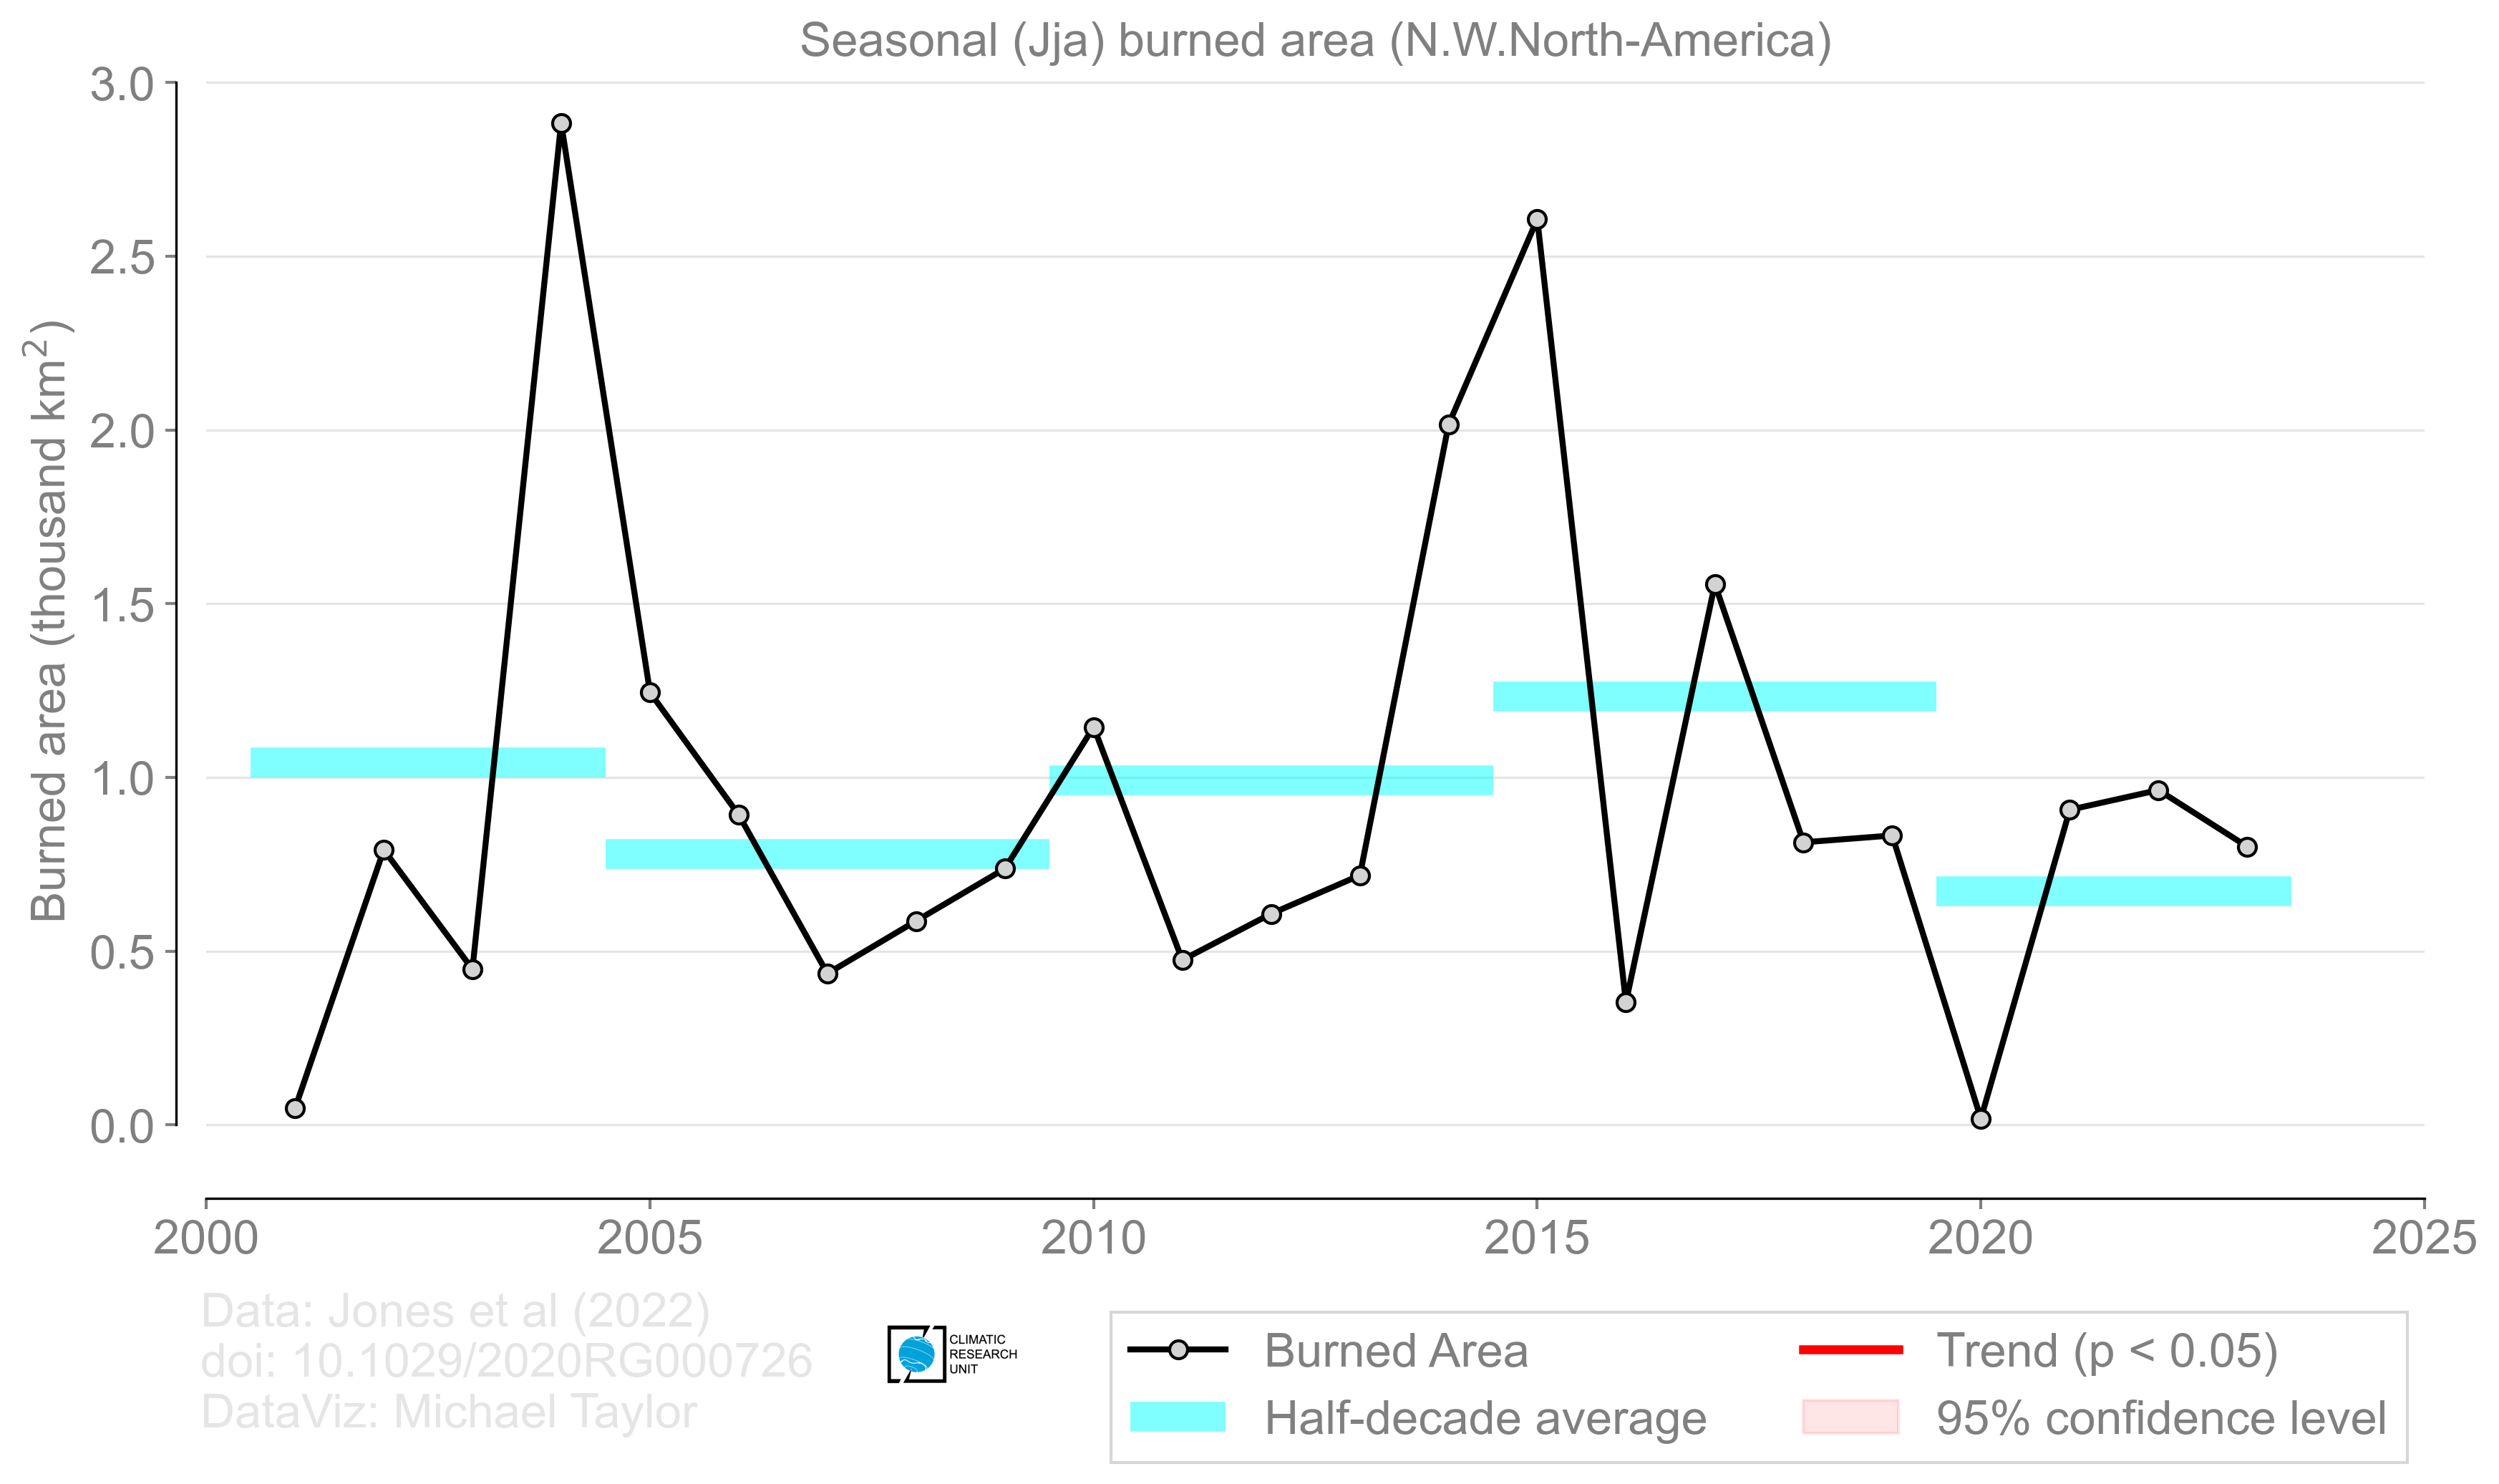 Seasonal (Jja) burned area (N.W.North-America)
3.0
2.5
2.0
1.5
1.0
0.5
0.0
Burned area (thousand km²)
2000 2005 2010 2015 2020 2025
Data: Jones et al (2022)
doi: 10.1029/2020RG000726
DataViz: Michael Taylor
CLIMATIC
RESEARCH
UNIT
Burned Area
Half-decade average
Trend (p < 0.05)
95% confidence level